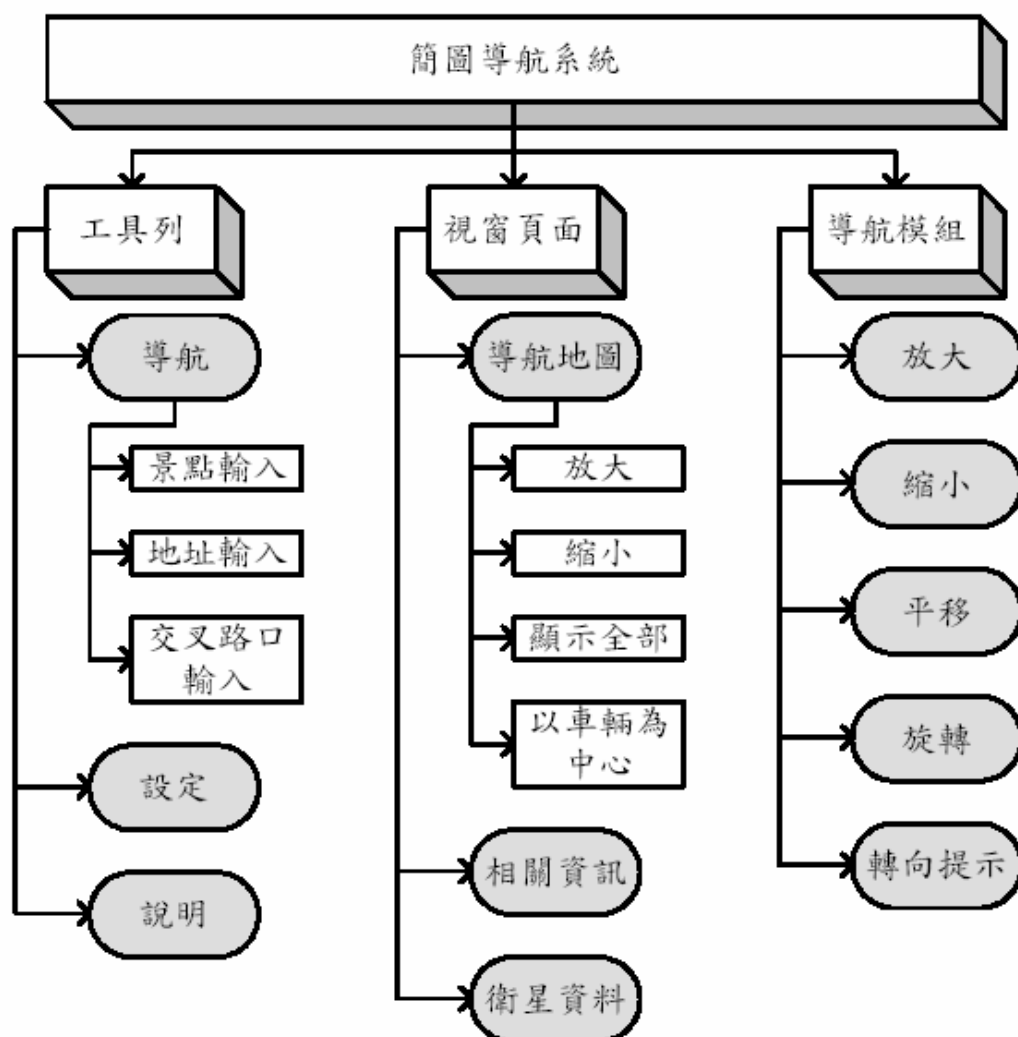 簡圖導航系統
工具列
導航
景點輸入
地址輸入
交叉路口
輸入
設定
說明
視窗頁面
導航地圖
放大
縮小
顯示全部
以車輛為
中心
相關資訊
衛星資料
導航模組
放大
縮小
平移
旋轉
轉向提示